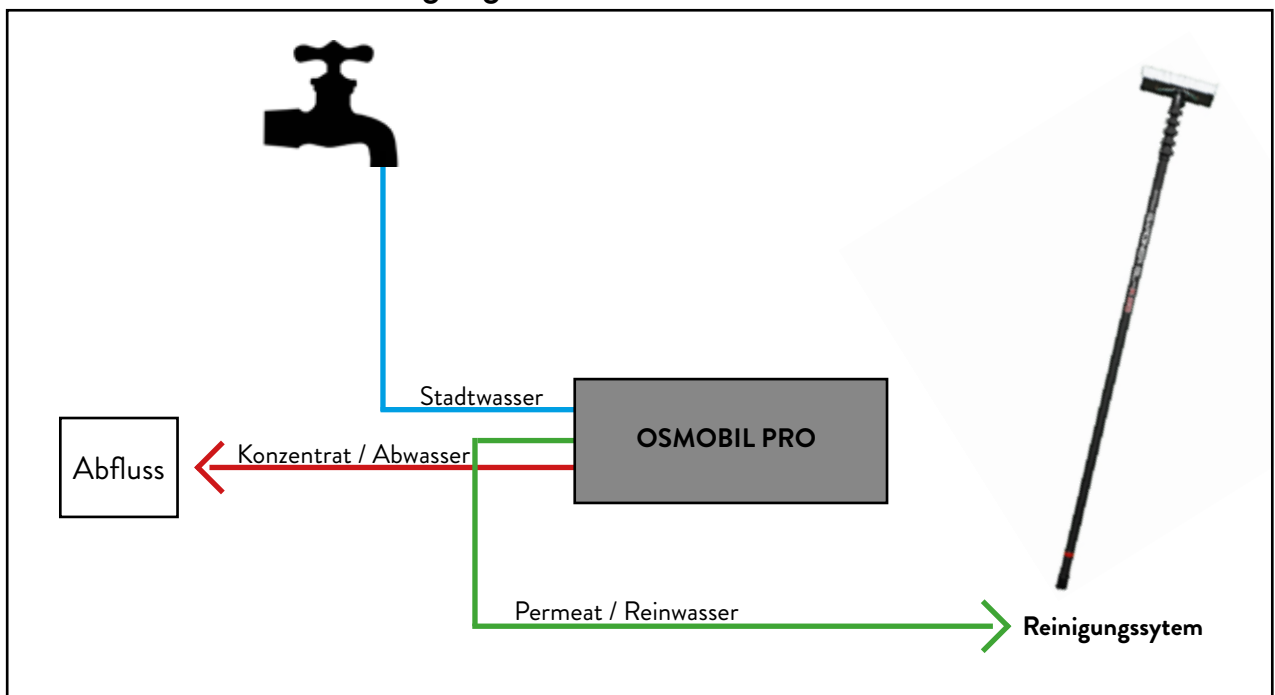 Stadtwasser
OSMOBIL PRO
Konzentrat / Abwasser
Abfluss
Permeat / Reinwasser
Reinigungssytem